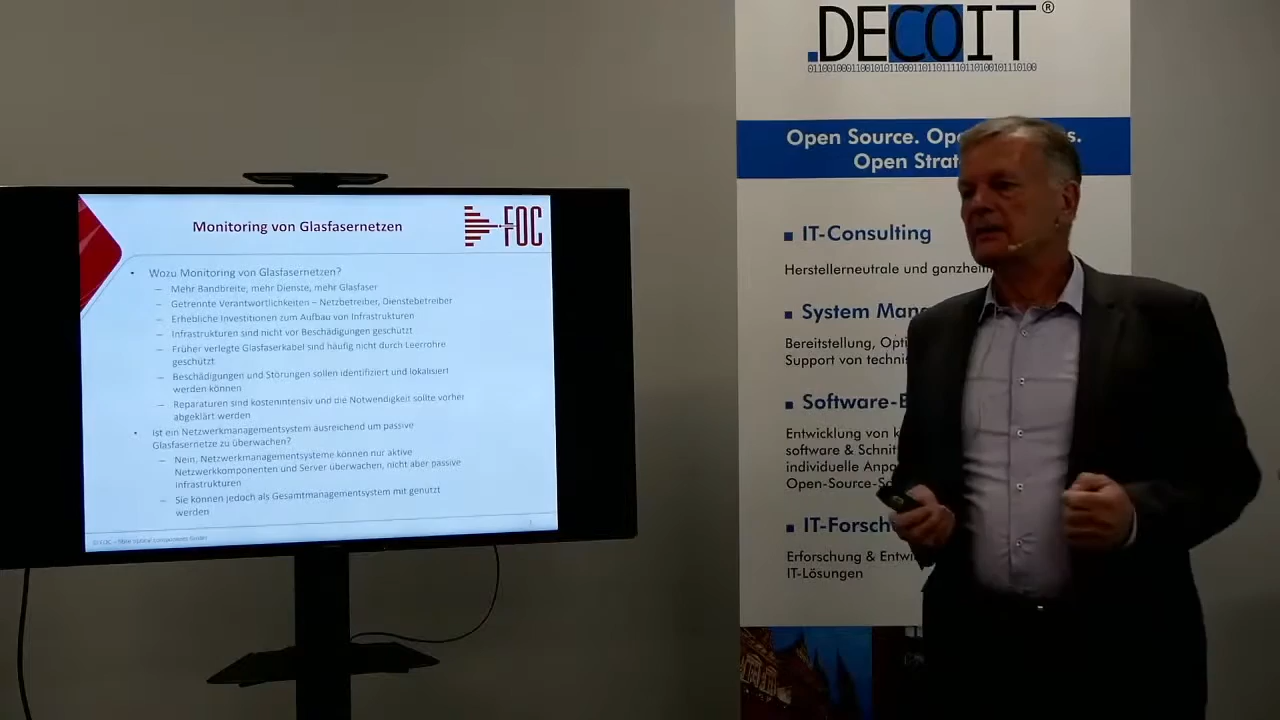 Monitoring von Glasfasernetzen
FOC
• Wozu Monitoring von Glasfasernetzen?
– Mehr Bandbreite, mehr Dienste, mehr Glasfaser
– Getrennte Verantwortlichkeiten – Netzbetreiber, Dienstebetreiber
– Erhebliche Investitionen zum Aufbau von Infrastrukturen
– Infrastrukturen sind nicht vor Beschädigungen geschützt
– Früher verlegte Glasfaserkabel sind häufig nicht durch Leerrohre
geschützt
– Beschädigungen und Störungen sollen identifiziert und lokalisiert
werden können
– Reparaturen sind kostenintensiv und die Notwendigkeit sollte vorher
abgeklärt werden
• Ist ein Netzwerkmanagementsystem ausreichend um passive
Glasfasernetze zu überwachen?
– Nein, Netzwerkmanagementsysteme können nur aktive
Netzwerkkomponenten und Server überwachen, nicht aber passive
Infrastrukturen
– Sie können jedoch als Gesamtmanagementsystem mit genutzt
werden
.DECOIT®
Open Source. Op s.
Open Strat
IT-Consulting
Herstellerneutrale und ganzheitl
System Man
Bereitstellung, Opti
Support von techni
Software-E
Entwicklung von k
software & Schnit
individuelle Anpa
Open-Source-So
IT-Forsch
Erforschung & Entwi
IT-Lösungen